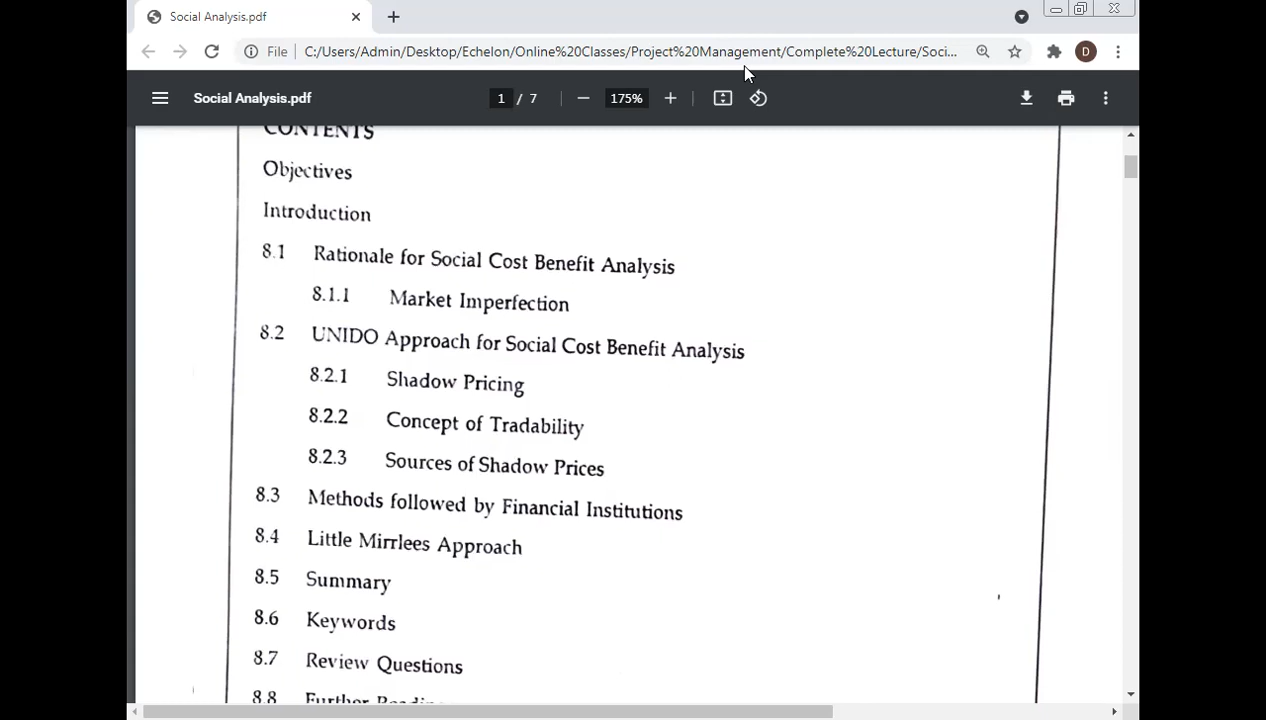 Social Analysis.pdf
File
C:/Users/Admin/Desktop/Echelon/Online%20Classes/Project%20Management/Complete%20Lecture/Soci...
D
Social Analysis.pdf
1 / 7
175%
CONTENTS
Objectives
Introduction
8.1 Rationale for Social Cost Benefit Analysis
8.1.1 Market Imperfection
8.2 UNIDO Approach for Social Cost Benefit Analysis
8.2.1 Shadow Pricing
8.2.2 Concept of Tradability
8.2.3 Sources of Shadow Prices
8.3 Methods followed by Financial Institutions
8.4 Little Mirrlees Approach
8.5 Summary
8.6 Keywords
8.7 Review Questions
8.8 Further